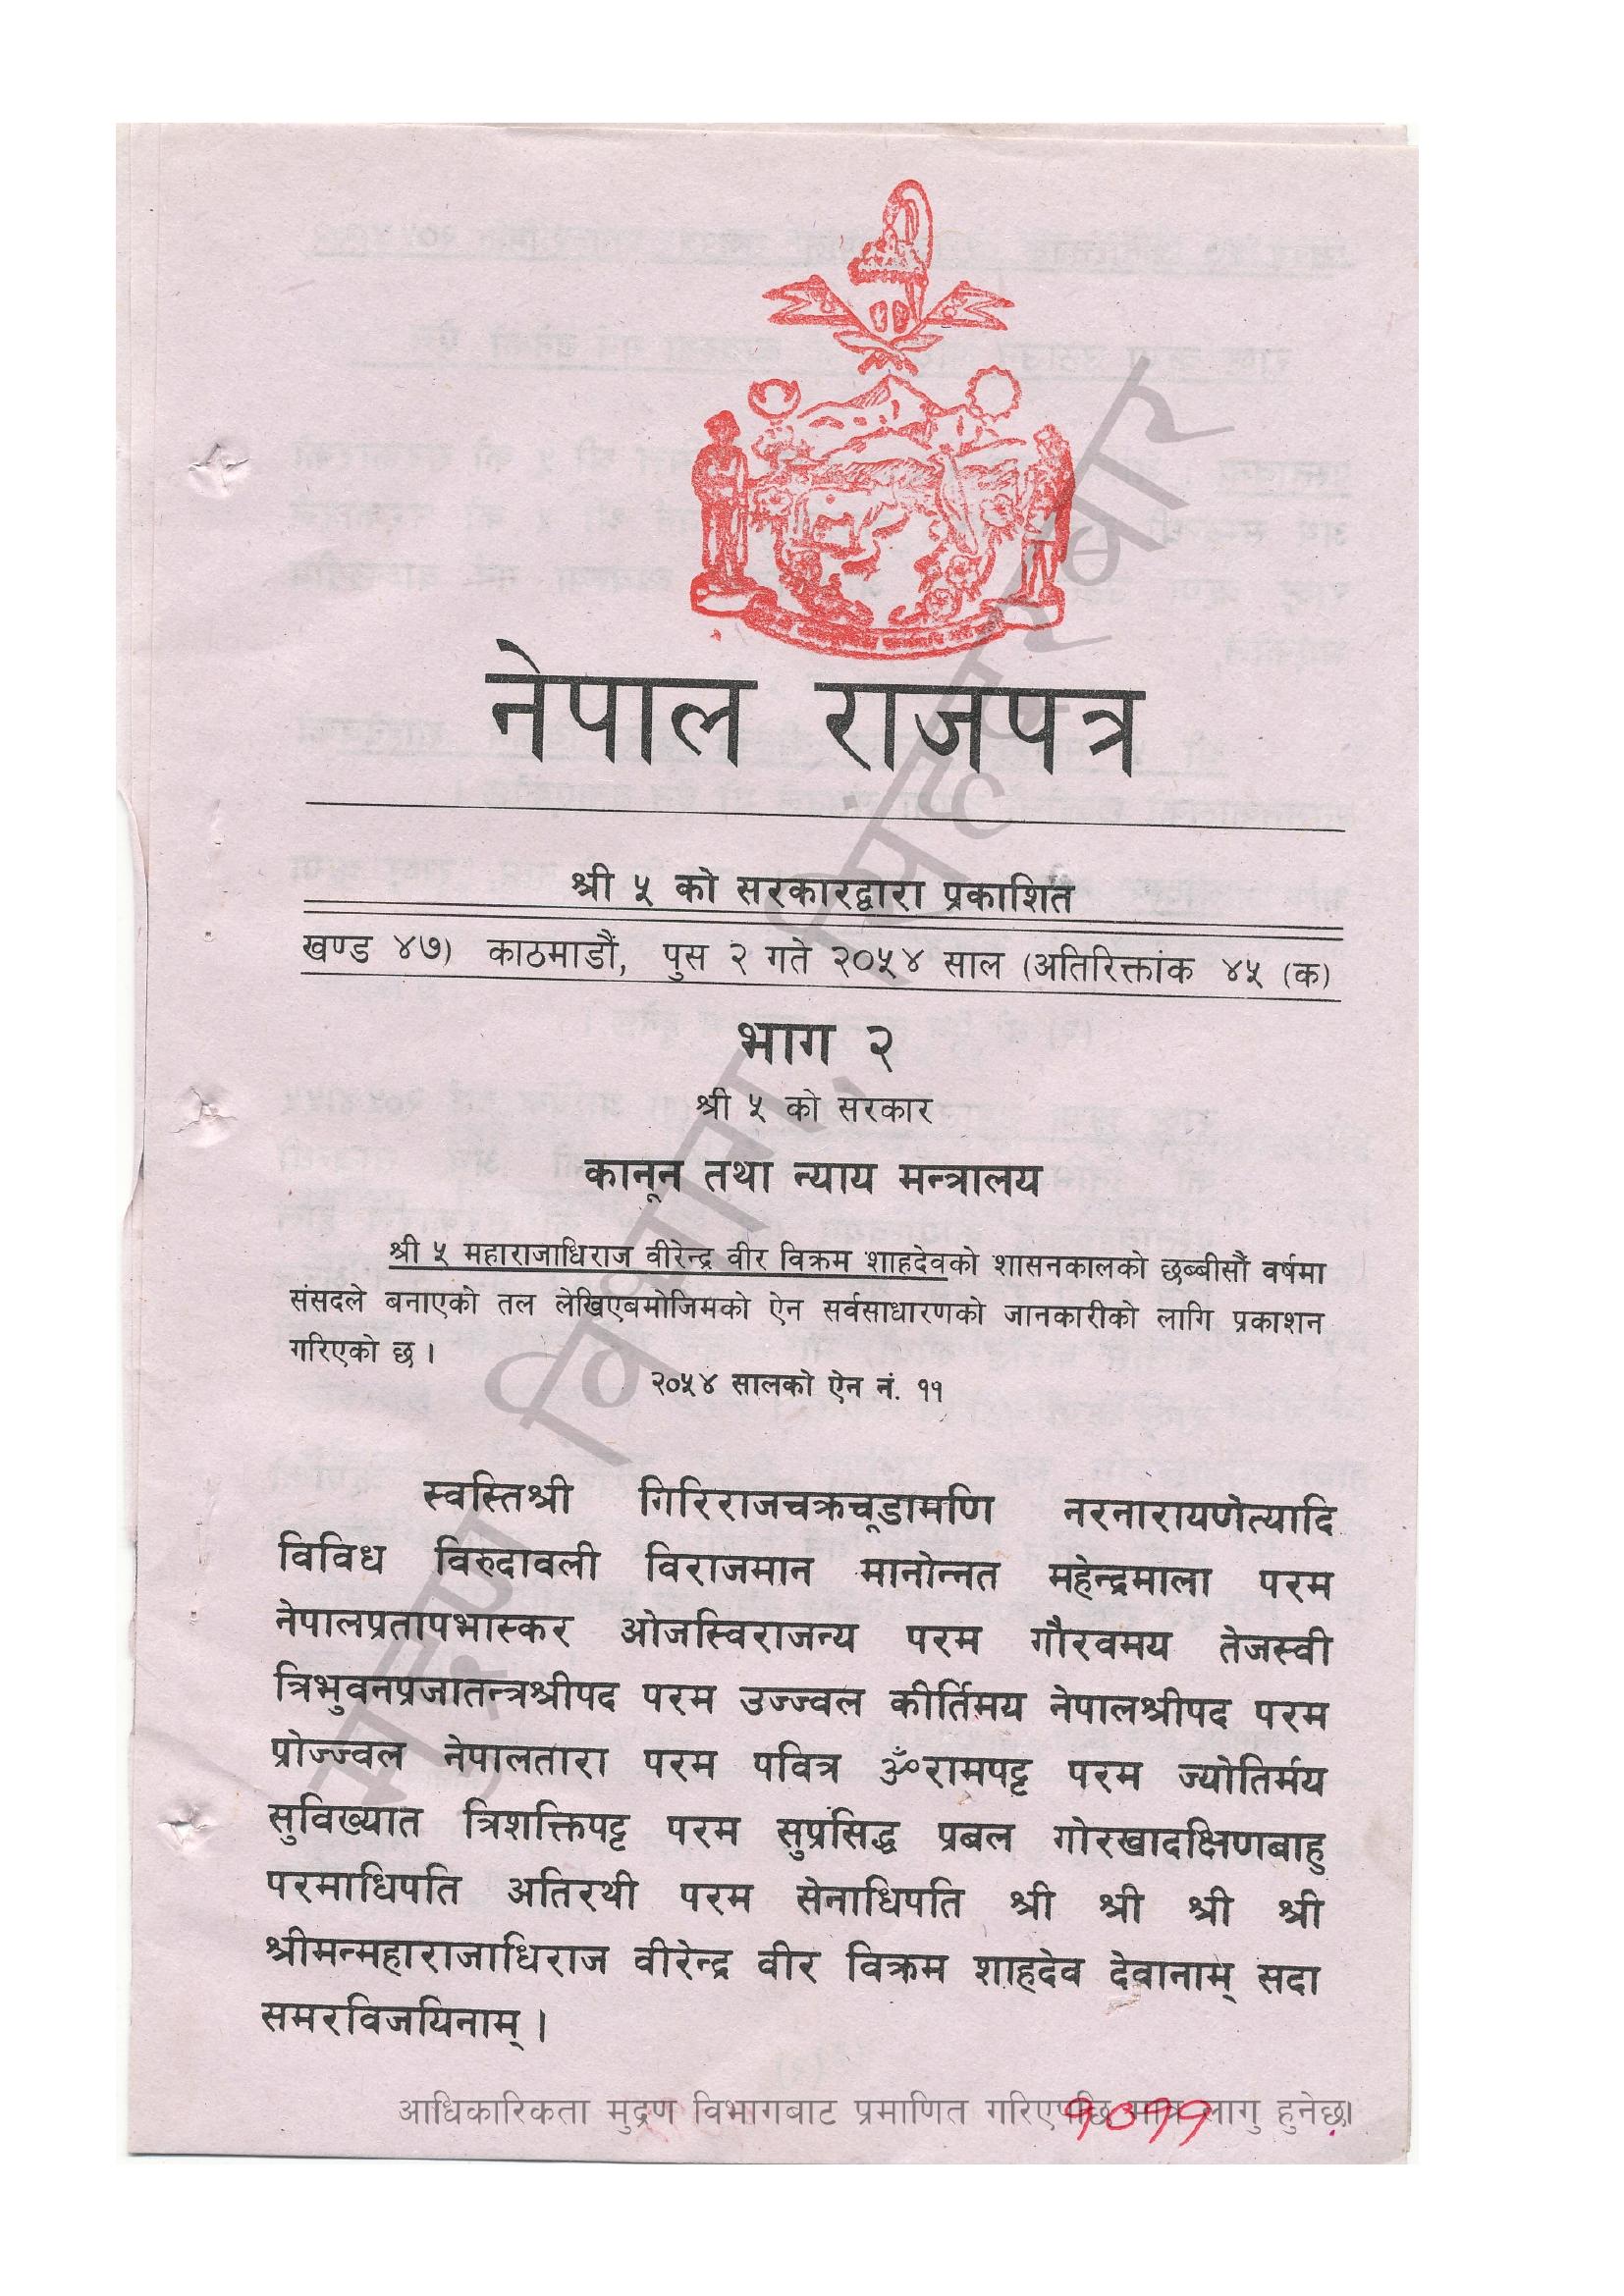 नेपाल राजपत्र
श्री ५ को सरकारद्वारा प्रकाशित
खण्ड ४७) काठमाडौं, पुस २ गते २०५४ साल (अतिरिक्तांक ४५ (क)
भाग २
श्री ५ को सरकार
कानून तथा न्याय मन्त्रालय
श्री ५ महाराजाधिराज वीरेन्द्र वीर विक्रम शाहदेवको शासनकालको छब्बीसौं वर्षमा
संसदले बनाएको तल लेखिएबमोजिमको ऐन सर्वसाधारणको जानकारीको लागि प्रकाशन
गरिएको छ ।
२०५४ सालको ऐन नं. ११
स्वस्तिश्री गिरिराजचक्रचूडामणि नरनारायणेत्यादि
विविध विरुदावली विराजमान मानोन्नत महेन्द्रमाला परम
नेपालप्रतापभास्कर ओजस्विराजन्य परम गौरवमय तेजस्वी
त्रिभुवनप्रजातन्त्रश्रीपद परम उज्ज्वल कीर्तिमय नेपालश्रीपद परम
प्रोज्ज्वल नेपालतारा परम पवित्र ॐरामपट्ट परम ज्योतिर्मय
सुविख्यात त्रिशक्तिपट्ट परम सुप्रसिद्ध प्रबल गोरखादक्षिणबाहु
परमाधिपति अतिरथी परम सेनाधिपति श्री श्री श्री श्री
श्रीमन्महाराजाधिराज वीरेन्द्र वीर विक्रम शाहदेव देवानाम् सदा
समरविजयिनाम् ।
मुद्रण विभाग, सिंहदरबार
आधिकारिकता मुद्रण विभागबाट प्रमाणित गरिएपछि मात्र लागु हुनेछ।
१०११